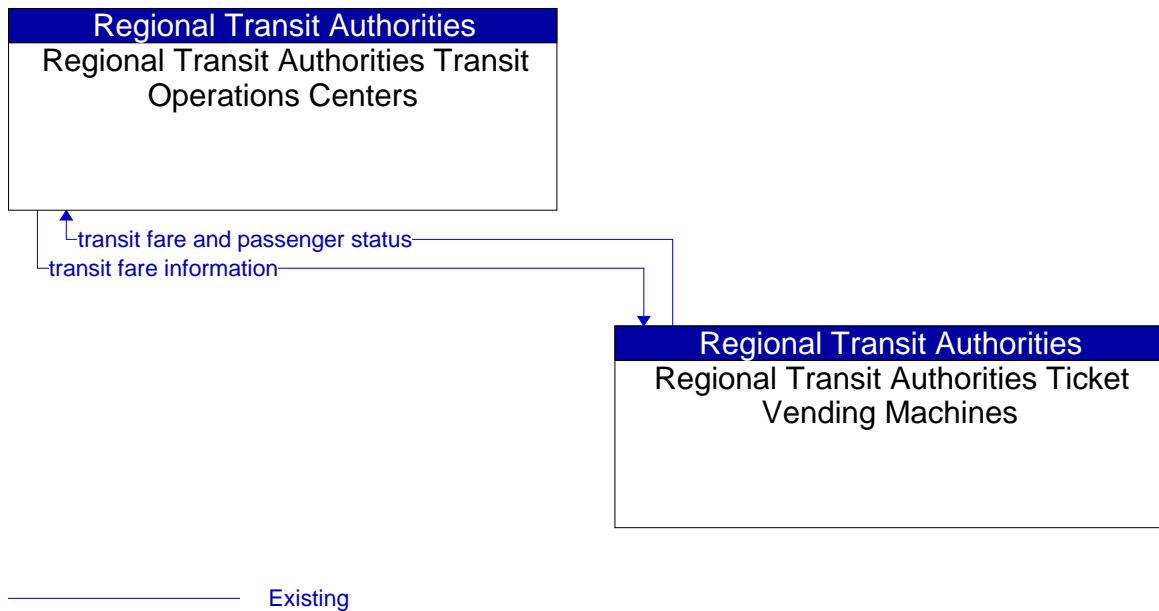 Regional Transit Authorities
Regional Transit Authorities Transit
Operations Centers
transit fare and passenger status
transit fare information
Regional Transit Authorities
Regional Transit Authorities Ticket
Vending Machines
Existing